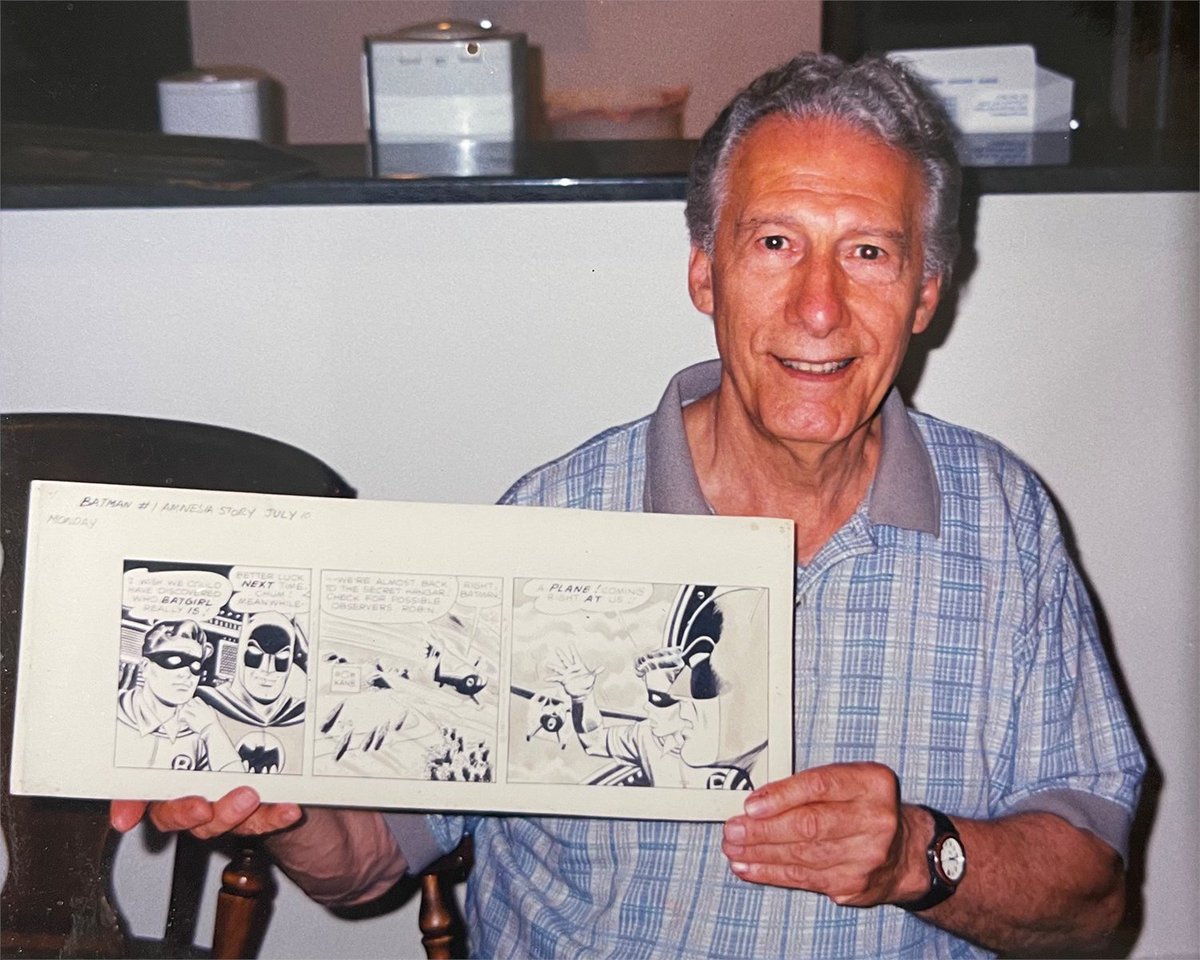 BATMAN #1 AMNESIA STORY JULY 10
MONDAY
I WISH WE COULD
HAVE DISCOVERED
WHO BATGIRL
REALLY IS!
BETTER LUCK
NEXT TIME,
CHUM!
MEANWHILE--
--WE'RE ALMOST BACK
TO THE SECRET HANGAR.
CHECK FOR POSSIBLE
OBSERVERS, ROBIN.
RIGHT,
BATMAN.
BOB
KANE
A PLANE! COMING
RIGHT AT US!
R